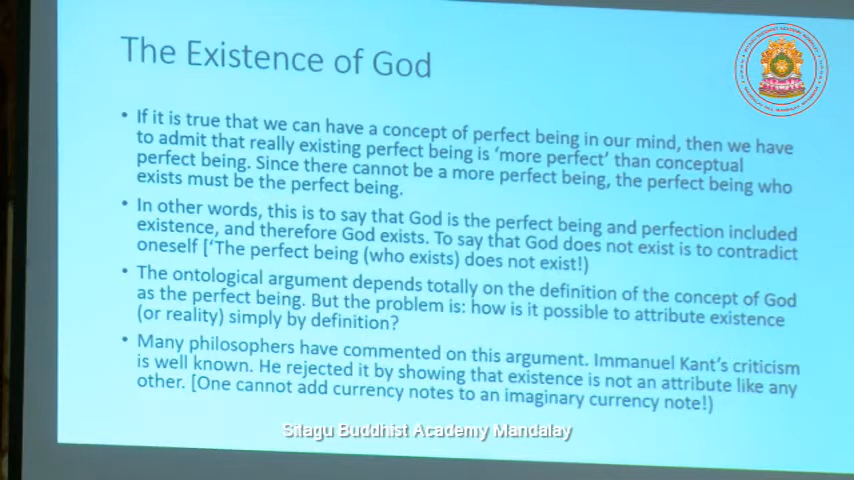 The Existence of God
• If it is true that we can have a concept of perfect being in our mind, then we have
to admit that really existing perfect being is 'more perfect' than conceptual
perfect being. Since there cannot be a more perfect being, the perfect being who
exists must be the perfect being.
• In other words, this is to say that God is the perfect being and perfection included
existence, and therefore God exists. To say that God does not exist is to contradict
oneself ['The perfect being (who exists) does not exist!)
• The ontological argument depends totally on the definition of the concept of God
as the perfect being. But the problem is: how is it possible to attribute existence
(or reality) simply by definition?
• Many philosophers have commented on this argument. Immanuel Kant's criticism
is well known. He rejected it by showing that existence is not an attribute like any
other. [One cannot add currency notes to an imaginary currency note!)
Sitagu Buddhist Academy Mandalay